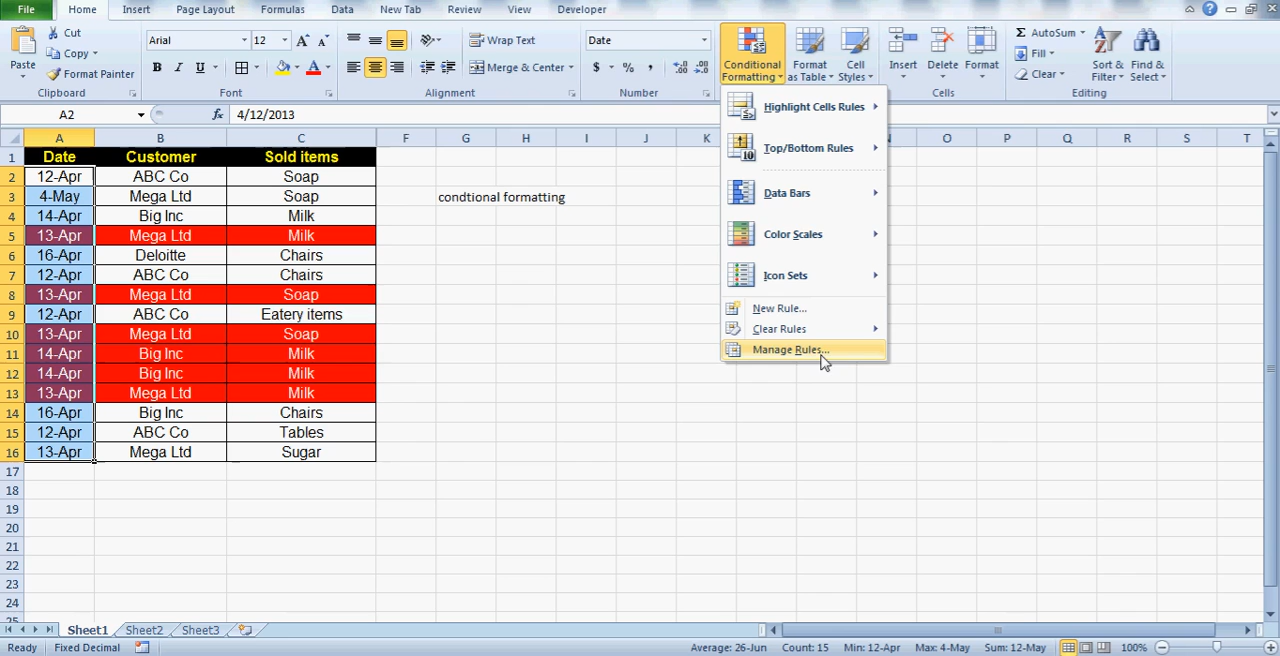 File Home Insert Page Layout Formulas Data New Tab Review View Developer
Cut
Copy
Format Painter
Paste
Clipboard
Arial 12
B I U
Font
Wrap Text
Merge & Center
Alignment
Date
$ % ,
Number
Conditional
Formatting
Format
as Table
Cell
Styles
Insert Delete Format
Cells
Σ AutoSum
Fill
Clear
Sort &
Filter
Find &
Select
Editing
A2 fx 4/12/2013
Highlight Cells Rules
Top/Bottom Rules
Data Bars
Color Scales
Icon Sets
New Rule...
Clear Rules
Manage Rules...
A B C F G H I J K N O P Q R S T
1 Date Customer Sold items
2 12-Apr ABC Co Soap
3 4-May Mega Ltd Soap condtional formatting
4 14-Apr Big Inc Milk
5 13-Apr Mega Ltd Milk
6 16-Apr Deloitte Chairs
7 12-Apr ABC Co Chairs
8 13-Apr Mega Ltd Soap
9 12-Apr ABC Co Eatery items
10 13-Apr Mega Ltd Soap
11 14-Apr Big Inc Milk
12 14-Apr Big Inc Milk
13 13-Apr Mega Ltd Milk
14 16-Apr Big Inc Chairs
15 12-Apr ABC Co Tables
16 13-Apr Mega Ltd Sugar
17
18
19
20
21
22
23
24
25
Sheet1 Sheet2 Sheet3
Ready Fixed Decimal Average: 26-Jun Count: 15 Min: 12-Apr Max: 4-May Sum: 12-May 100%